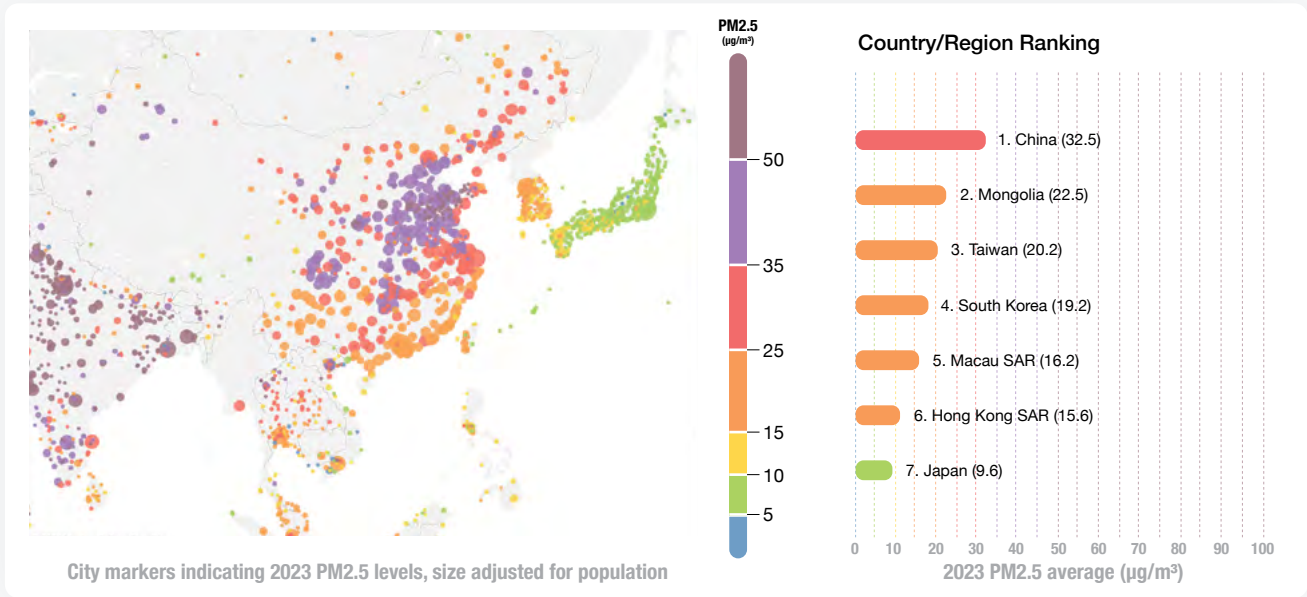 PM2.5
(µg/m³)
50
35
25
15
10
5
City markers indicating 2023 PM2.5 levels, size adjusted for population
Country/Region Ranking
1. China (32.5)
2. Mongolia (22.5)
3. Taiwan (20.2)
4. South Korea (19.2)
5. Macau SAR (16.2)
6. Hong Kong SAR (15.6)
7. Japan (9.6)
0 10 20 30 40 50 60 70 80 90 100
2023 PM2.5 average (µg/m³)